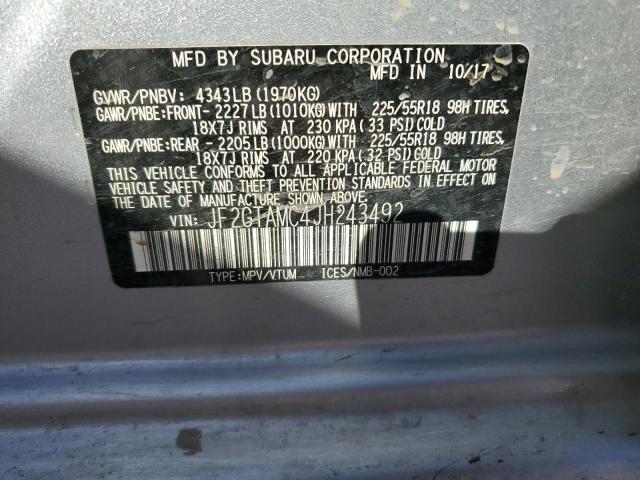 MFD BY SUBARU CORPORATION
MFD IN 10/17
GVWR/PNBV: 4343LB (1970KG)
GAWR/PNBE:FRONT- 2227LB(1010KG)WITH 225/55R18 98H TIRES,
18X7J RIMS AT 230 KPA (33 PSI)COLD
GAWR/PNBE:REAR - 2205LB(1000KG)WITH 225/55R18 98H TIRES,
18X7J RIMS AT 220 KPA (32 PSI)COLD
THIS VEHICLE CONFORMS TO ALL APPLICABLE FEDERAL MOTOR
VEHICLE SAFETY AND THEFT PREVENTION STANDARDS IN EFFECT ON
THE DATE OF MANUFACTURE SHOWN ABOVE.
VIN: JF2GTAMC4JH243492
TYPE:MPV/VTUM ICES/NMB-002